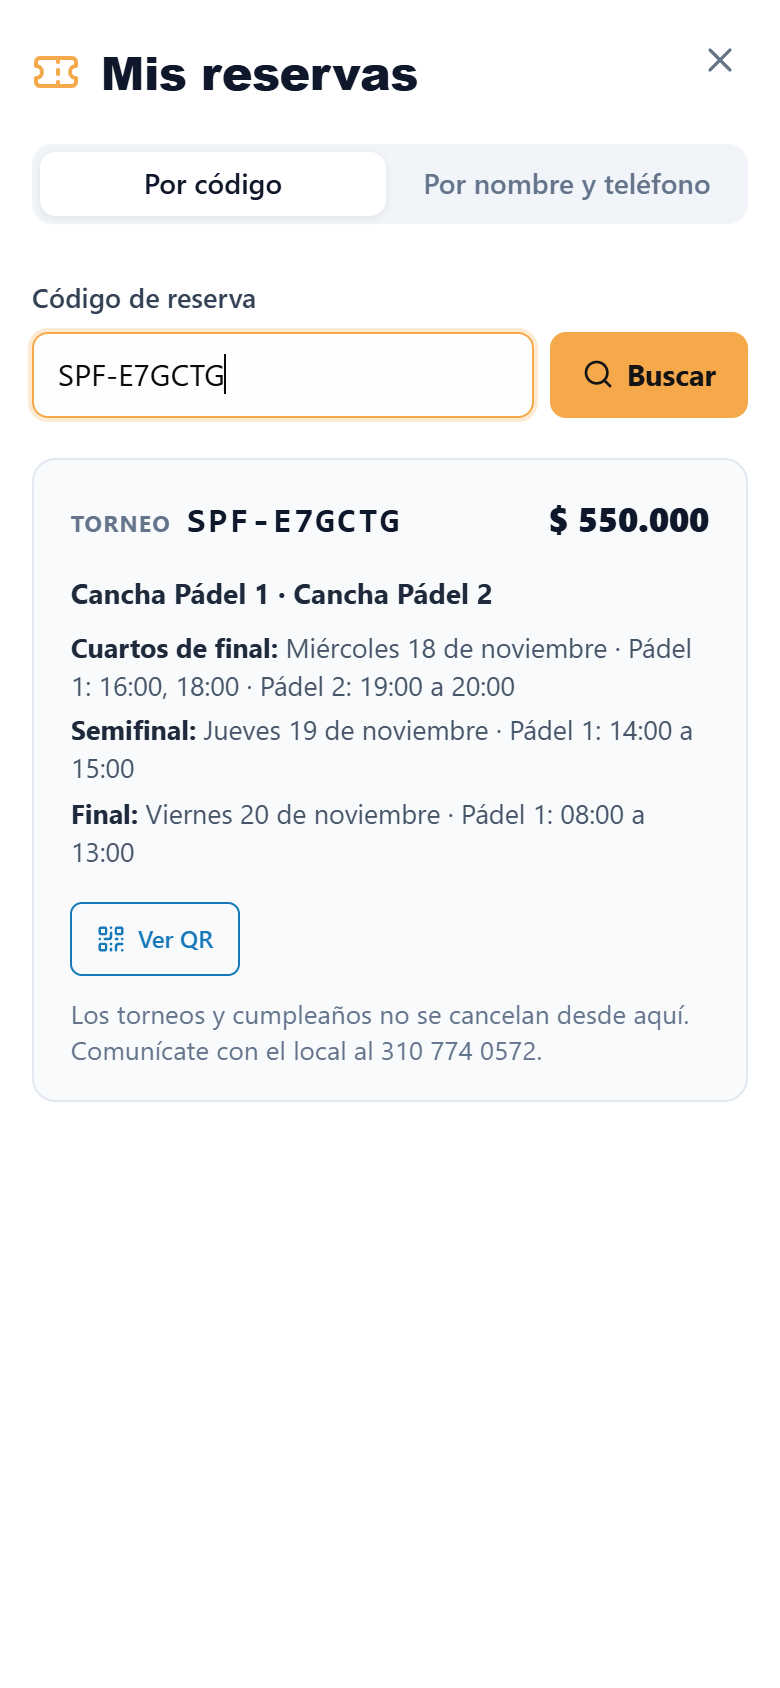 Mis reservas
Por código
Por nombre y teléfono
Código de reserva
SPF-E7GCTG
Buscar
TORNEO SPF-E7GCTG $ 550.000
Cancha Pádel 1 · Cancha Pádel 2
Cuartos de final: Miércoles 18 de noviembre · Pádel
1: 16:00, 18:00 · Pádel 2: 19:00 a 20:00
Semifinal: Jueves 19 de noviembre · Pádel 1: 14:00 a
15:00
Final: Viernes 20 de noviembre · Pádel 1: 08:00 a
13:00
Ver QR
Los torneos y cumpleaños no se cancelan desde aquí.
Comunícate con el local al 310 774 0572.